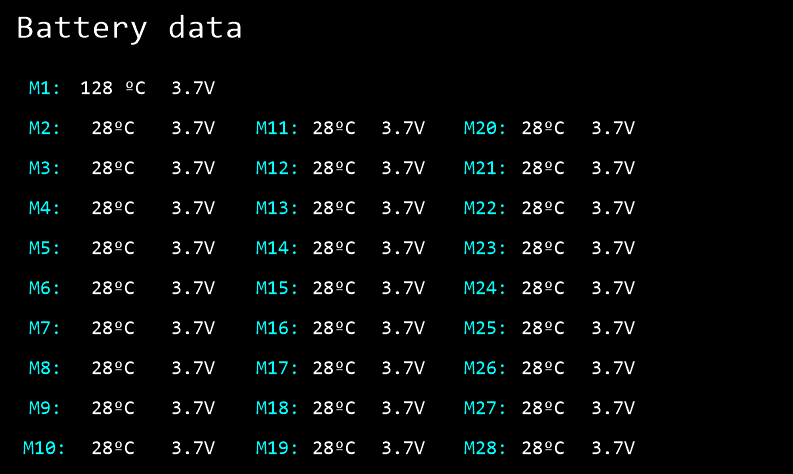 Battery data
M1: 128 ºC 3.7V
M2: 28ºC 3.7V M11: 28ºC 3.7V M20: 28ºC 3.7V
M3: 28ºC 3.7V M12: 28ºC 3.7V M21: 28ºC 3.7V
M4: 28ºC 3.7V M13: 28ºC 3.7V M22: 28ºC 3.7V
M5: 28ºC 3.7V M14: 28ºC 3.7V M23: 28ºC 3.7V
M6: 28ºC 3.7V M15: 28ºC 3.7V M24: 28ºC 3.7V
M7: 28ºC 3.7V M16: 28ºC 3.7V M25: 28ºC 3.7V
M8: 28ºC 3.7V M17: 28ºC 3.7V M26: 28ºC 3.7V
M9: 28ºC 3.7V M18: 28ºC 3.7V M27: 28ºC 3.7V
M10: 28ºC 3.7V M19: 28ºC 3.7V M28: 28ºC 3.7V